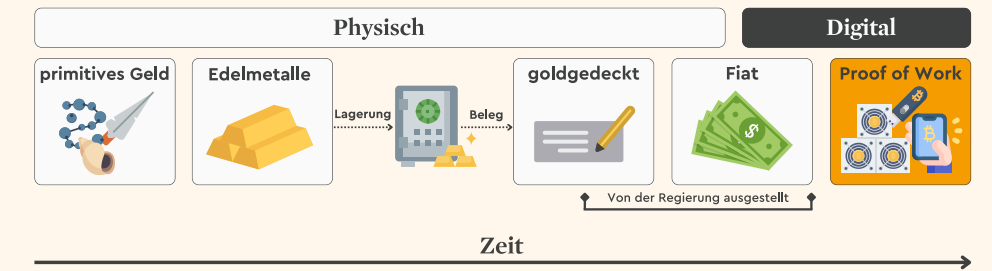 Physisch
Digital
primitives Geld
Edelmetalle
Lagerung
Beleg
goldgedeckt
Fiat
Proof of Work
Von der Regierung ausgestellt
Zeit